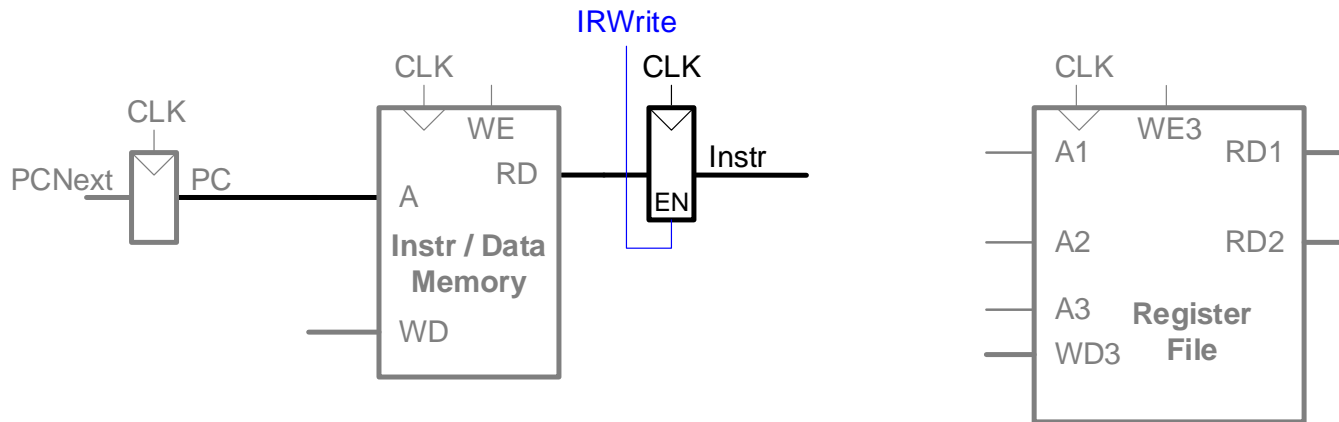 IRWrite
CLK
CLK
CLK
CLK
WE
WE3
PCNext
PC
A
RD
Instr
EN
Instr / Data
Memory
WD
A1
RD1
A2
RD2
A3
WD3
Register
File